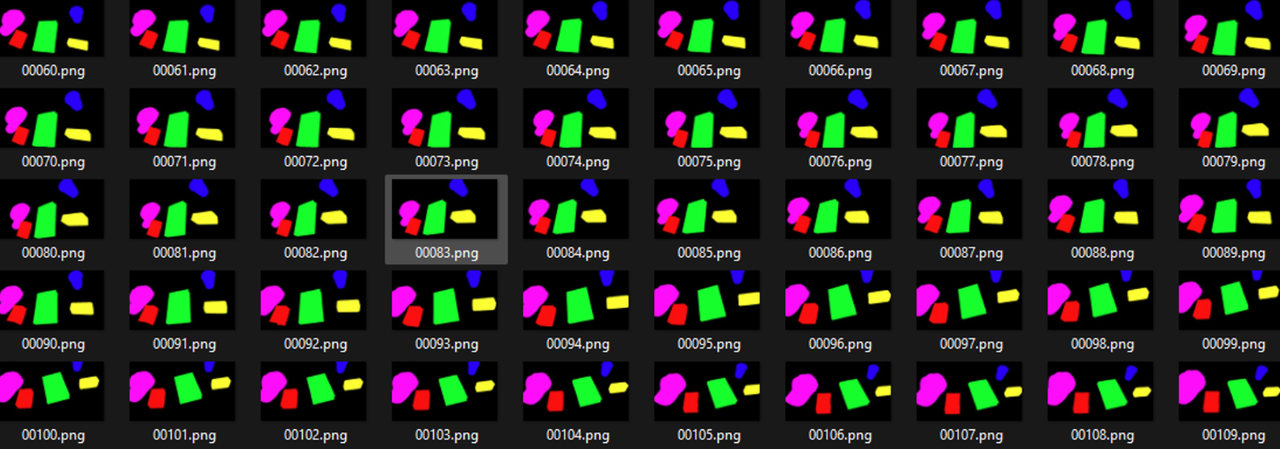 00060.png 00061.png 00062.png 00063.png 00064.png 00065.png 00066.png 00067.png 00068.png 00069.png
00070.png 00071.png 00072.png 00073.png 00074.png 00075.png 00076.png 00077.png 00078.png 00079.png
00080.png 00081.png 00082.png 00083.png 00084.png 00085.png 00086.png 00087.png 00088.png 00089.png
00090.png 00091.png 00092.png 00093.png 00094.png 00095.png 00096.png 00097.png 00098.png 00099.png
00100.png 00101.png 00102.png 00103.png 00104.png 00105.png 00106.png 00107.png 00108.png 00109.png